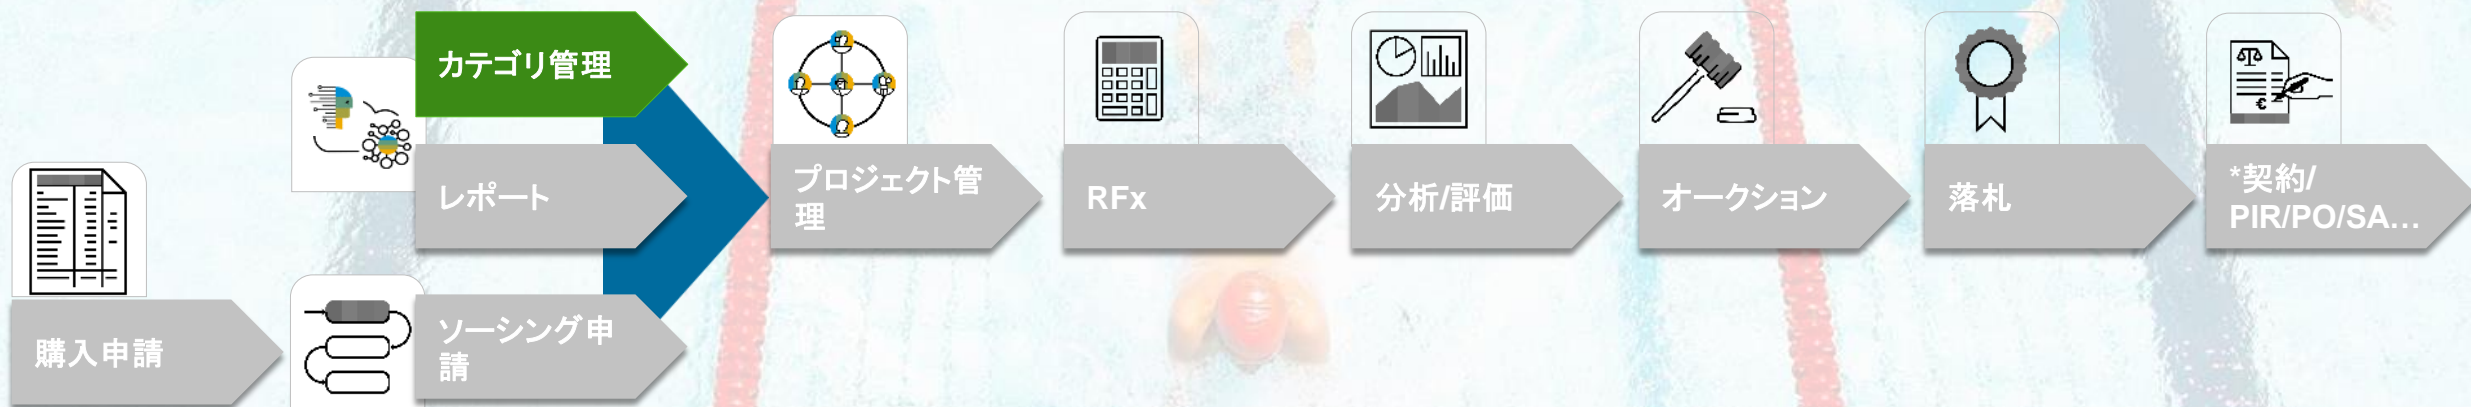 カテゴリ管理
レポート
ソーシング申
請
購入申請
プロジェクト管
理
RFx
分析/評価
オークション
落札
*契約/
PIR/PO/SA...